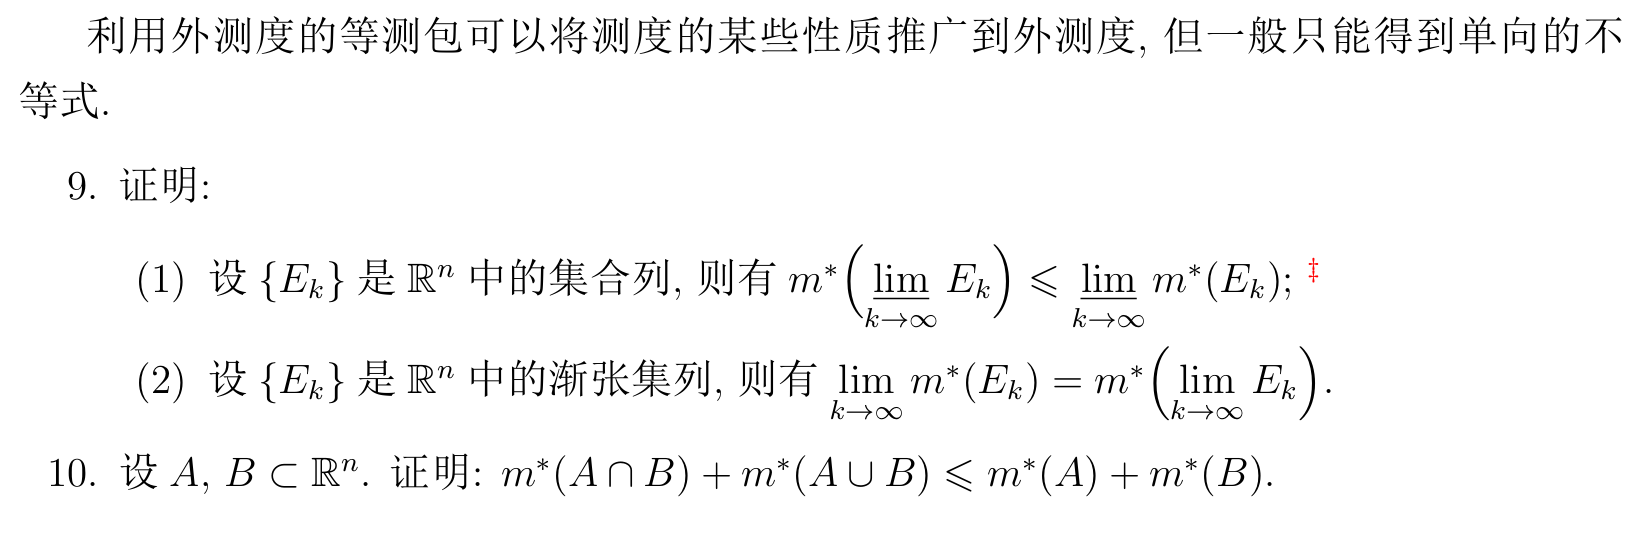 利用外测度的等测包可以将测度的某些性质推广到外测度, 但一般只能得到单向的不
等式.
9. 证明:
(1) 设 $\{E_k\}$ 是 $\mathbb{R}^n$ 中的集合列, 则有 $m^*\left(\varliminf_{k\to\infty} E_k\right) \leqslant \varliminf_{k\to\infty} m^*(E_k)$; ‡
(2) 设 $\{E_k\}$ 是 $\mathbb{R}^n$ 中的渐张集列, 则有 $\lim_{k\to\infty} m^*(E_k) = m^*\left(\lim_{k\to\infty} E_k\right)$.
10. 设 $A, B \subset \mathbb{R}^n$. 证明: $m^*(A \cap B) + m^*(A \cup B) \leqslant m^*(A) + m^*(B)$.